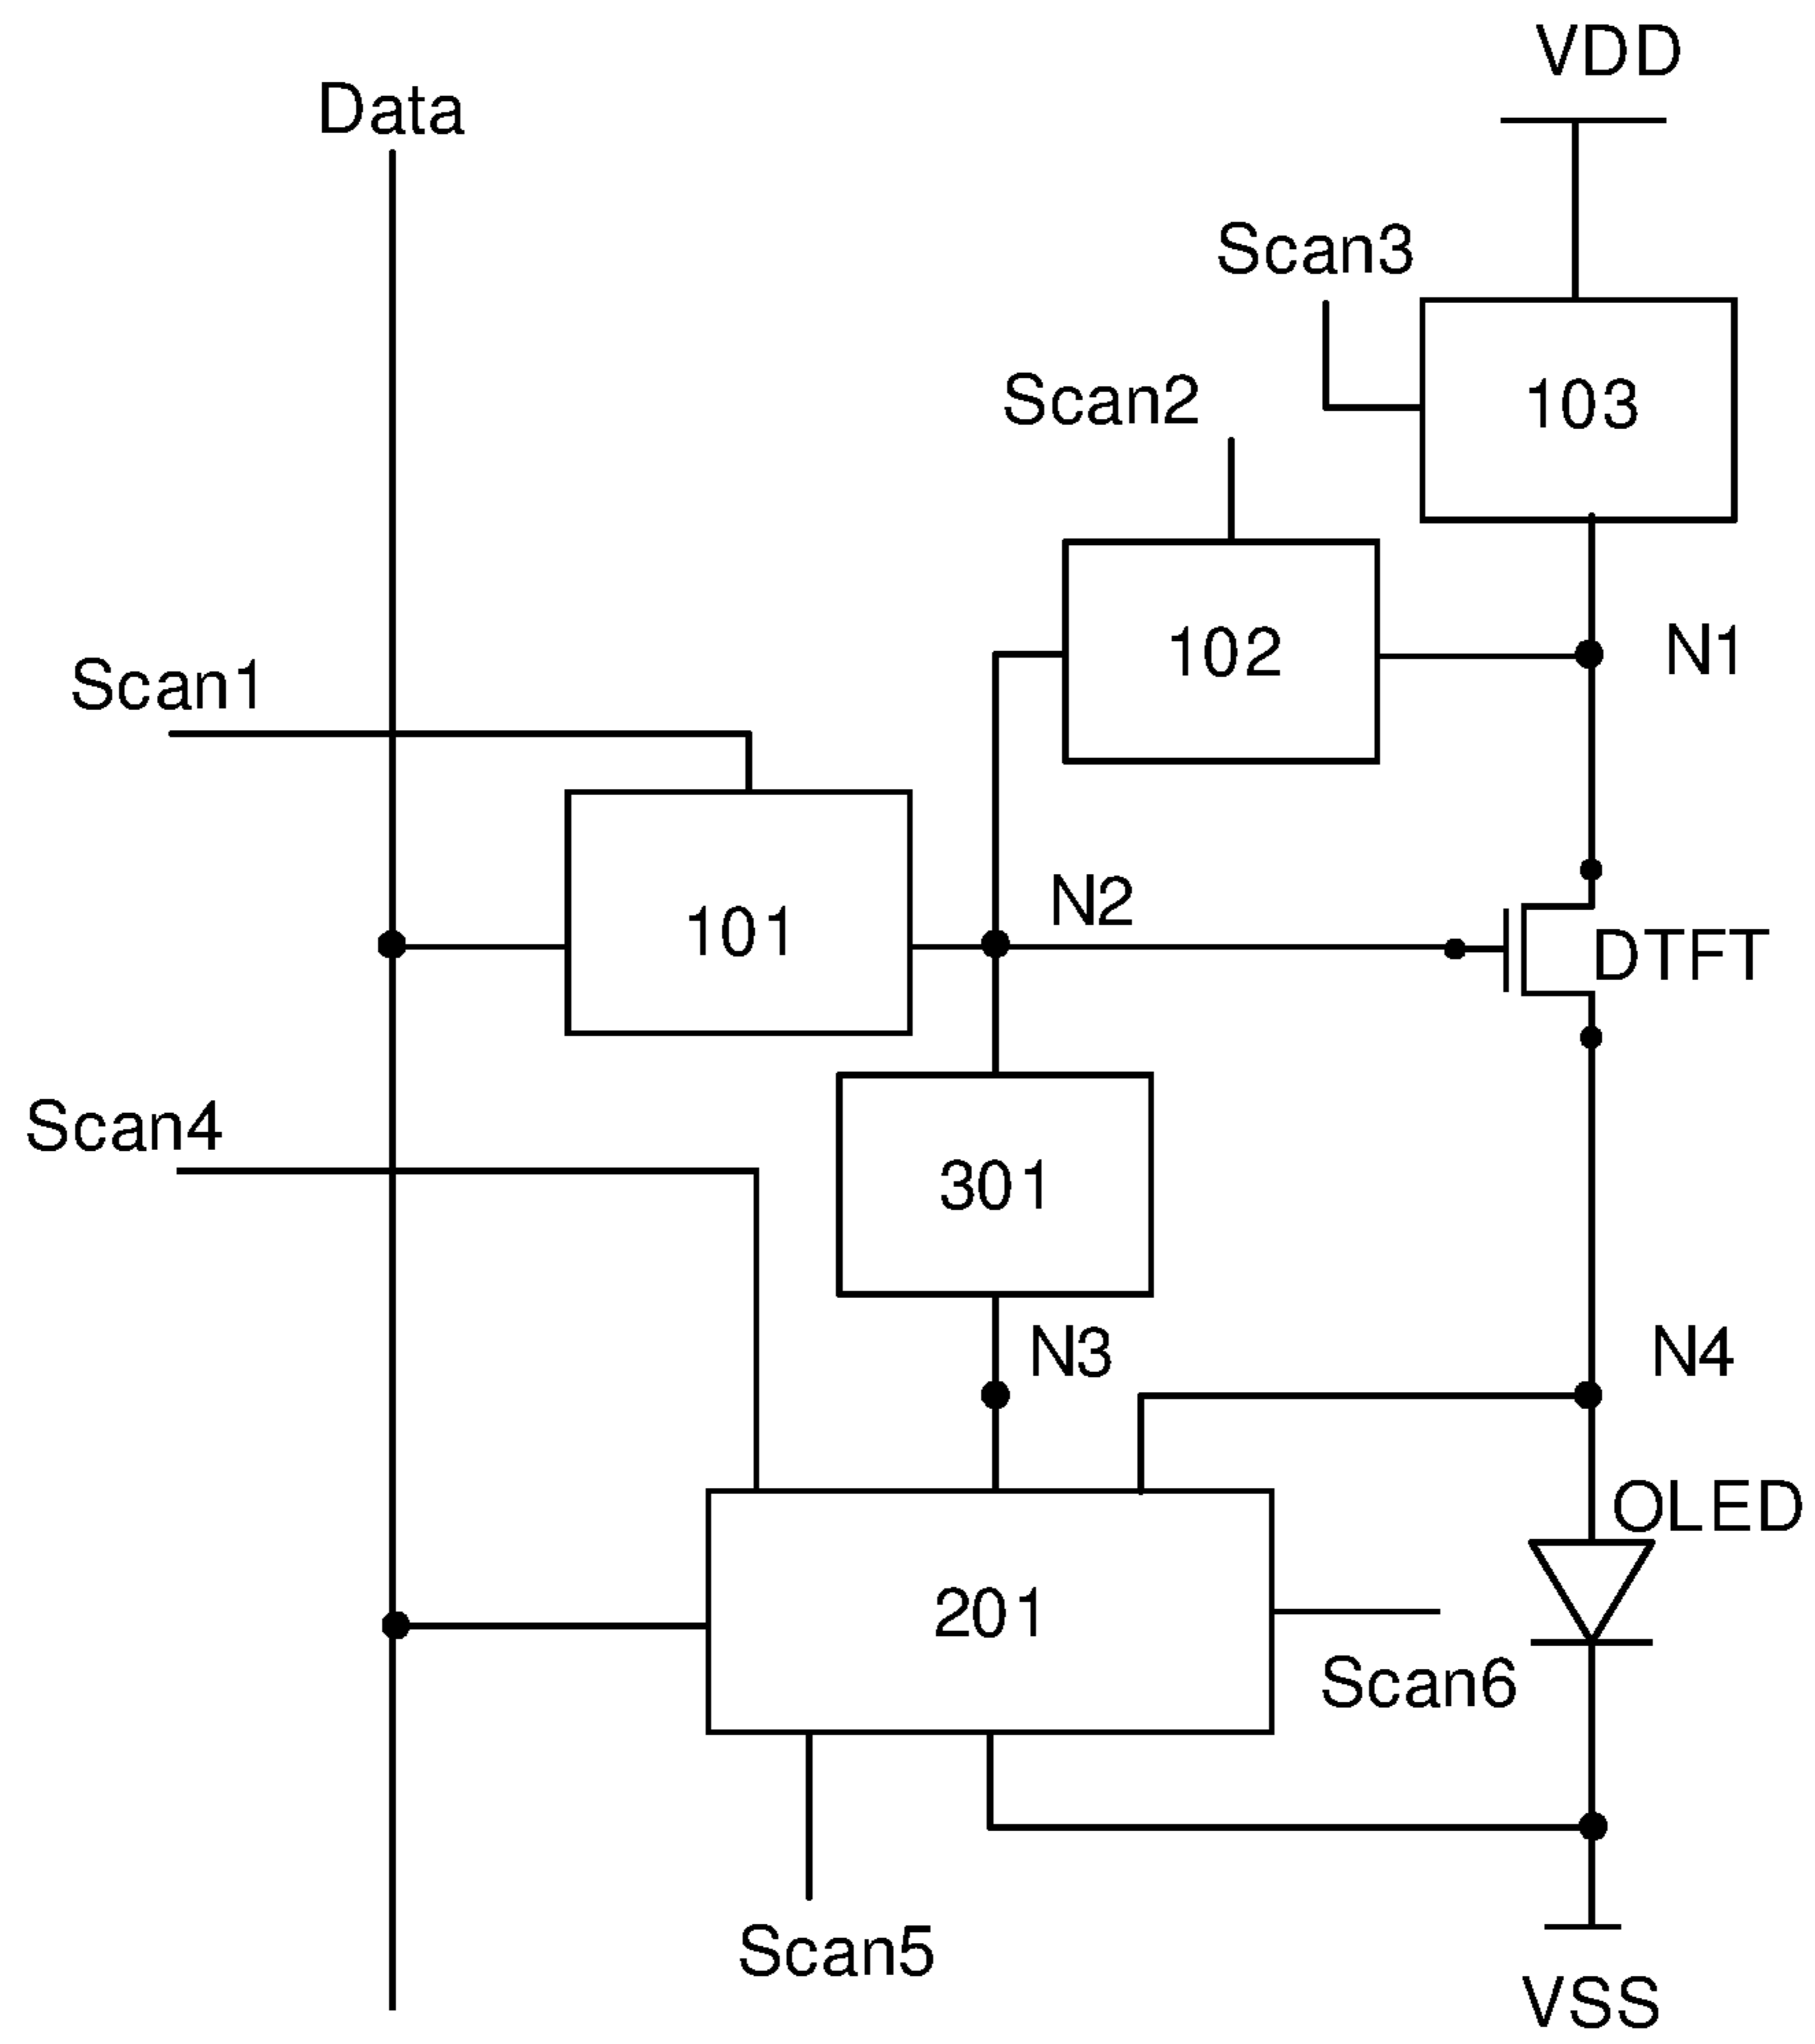 VDD
Data
Scan3
103
Scan2
102
N1
Scan1
N2
101
DTFT
Scan4
301
N3
N4
OLED
201
Scan6
Scan5
VSS